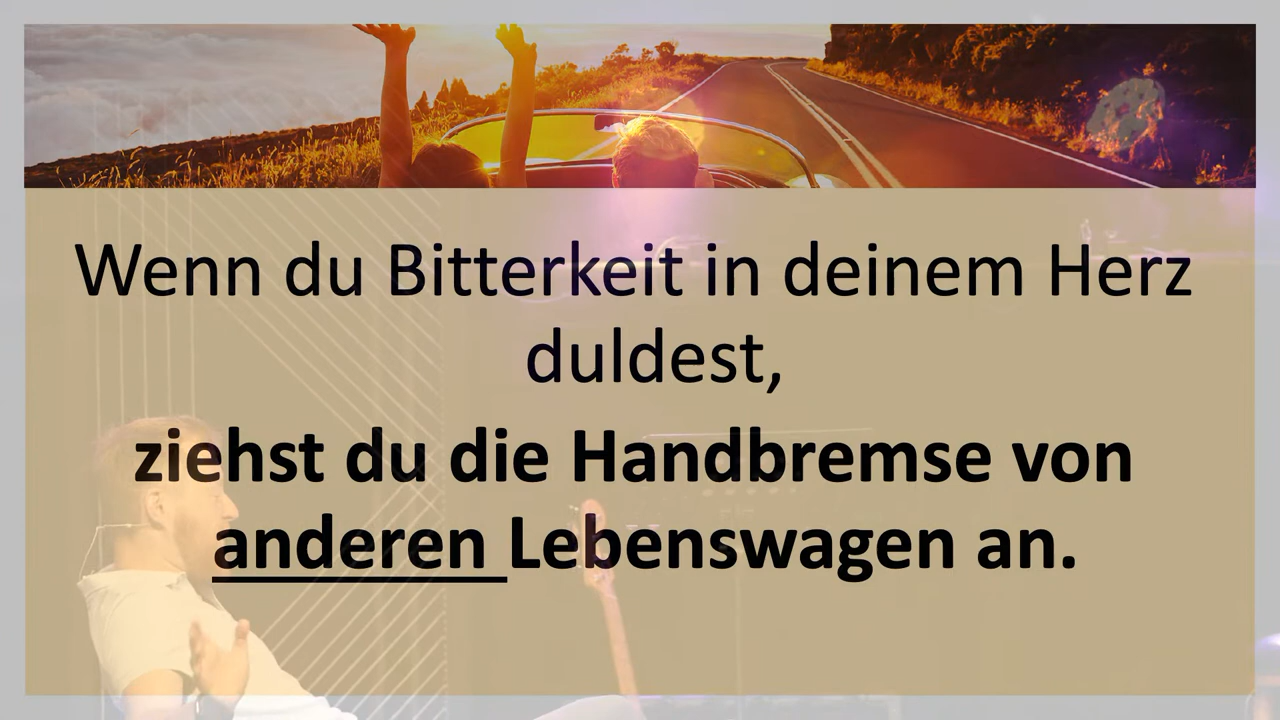 Wenn du Bitterkeit in deinem Herz
duldest,
ziehst du die Handbremse von
anderen Lebenswagen an.